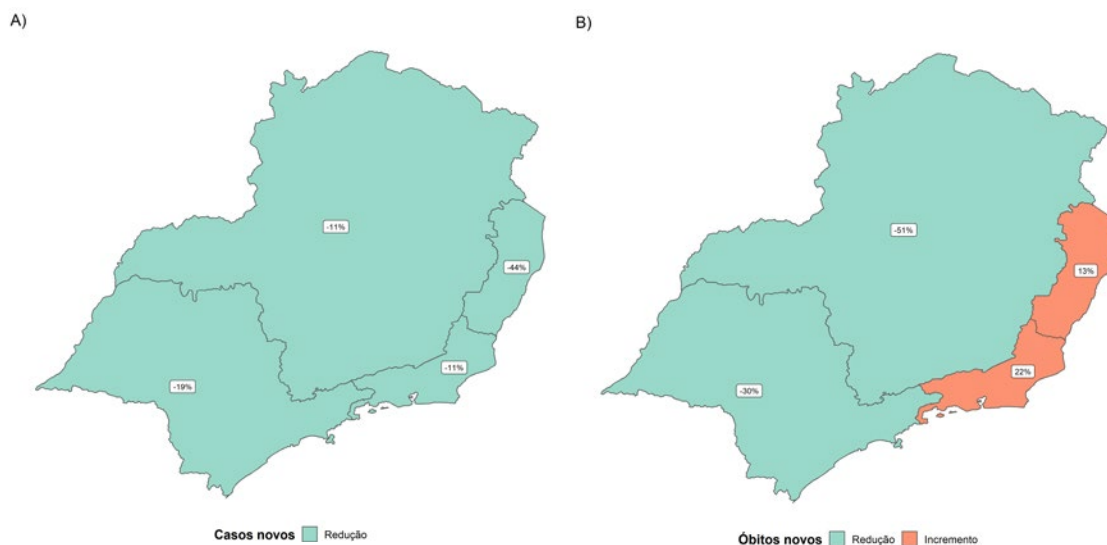 A)
-11%
-44%
-11%
-19%
Casos novos Redução
B)
-51%
13%
22%
-30%
Óbitos novos Redução Incremento